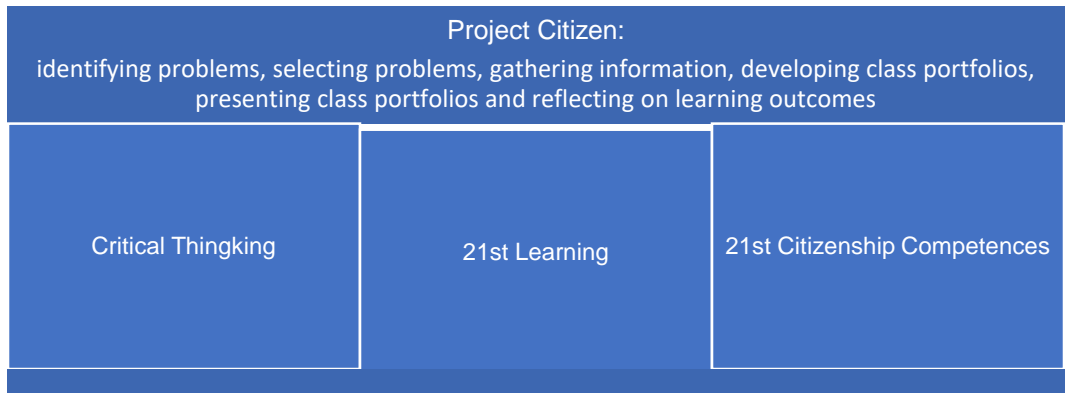 Project Citizen:
identifying problems, selecting problems, gathering information, developing class portfolios,
presenting class portfolios and reflecting on learning outcomes
Critical Thingking
21st Learning
21st Citizenship Competences